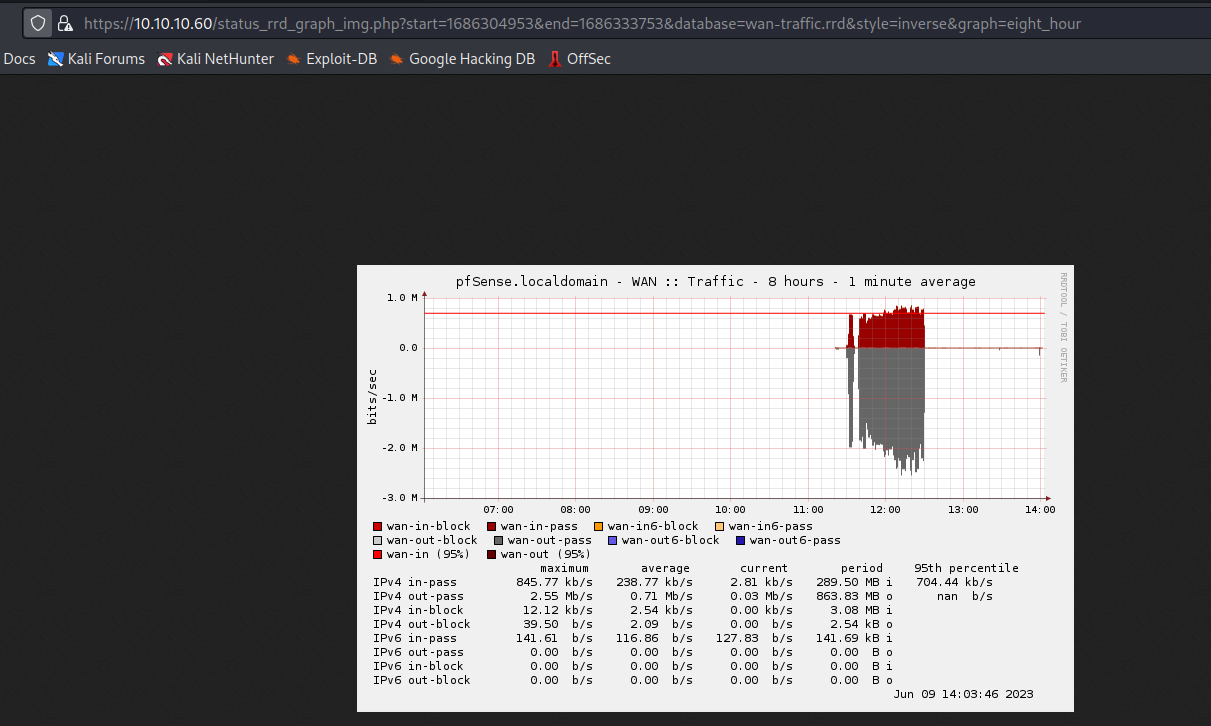 https://10.10.10.60/status_rrd_graph_img.php?start=1686304953&end=1686333753&database=wan-traffic.rrd&style=inverse&graph=eight_hour
Docs Kali Forums Kali NetHunter Exploit-DB Google Hacking DB OffSec
pfSense.localdomain - WAN :: Traffic - 8 hours - 1 minute average
RRDTOOL / TOBI OETIKER
bits/sec
1.0 M
0.0
-1.0 M
-2.0 M
-3.0 M
07:00 08:00 09:00 10:00 11:00 12:00 13:00 14:00
wan-in-block wan-in-pass wan-in6-block wan-in6-pass
wan-out-block wan-out-pass wan-out6-block wan-out6-pass
wan-in (95%) wan-out (95%)
maximum average current period 95th percentile
IPv4 in-pass 845.77 kb/s 238.77 kb/s 2.81 kb/s 289.50 MB i 704.44 kb/s
IPv4 out-pass 2.55 Mb/s 0.71 Mb/s 0.03 Mb/s 863.83 MB o nan b/s
IPv4 in-block 12.12 kb/s 2.54 kb/s 0.00 kb/s 3.08 MB i
IPv4 out-block 39.50 b/s 2.09 b/s 0.00 b/s 2.54 kB o
IPv6 in-pass 141.61 b/s 116.86 b/s 127.83 b/s 141.69 kB i
IPv6 out-pass 0.00 b/s 0.00 b/s 0.00 b/s 0.00 B o
IPv6 in-block 0.00 b/s 0.00 b/s 0.00 b/s 0.00 B i
IPv6 out-block 0.00 b/s 0.00 b/s 0.00 b/s 0.00 B o
Jun 09 14:03:46 2023